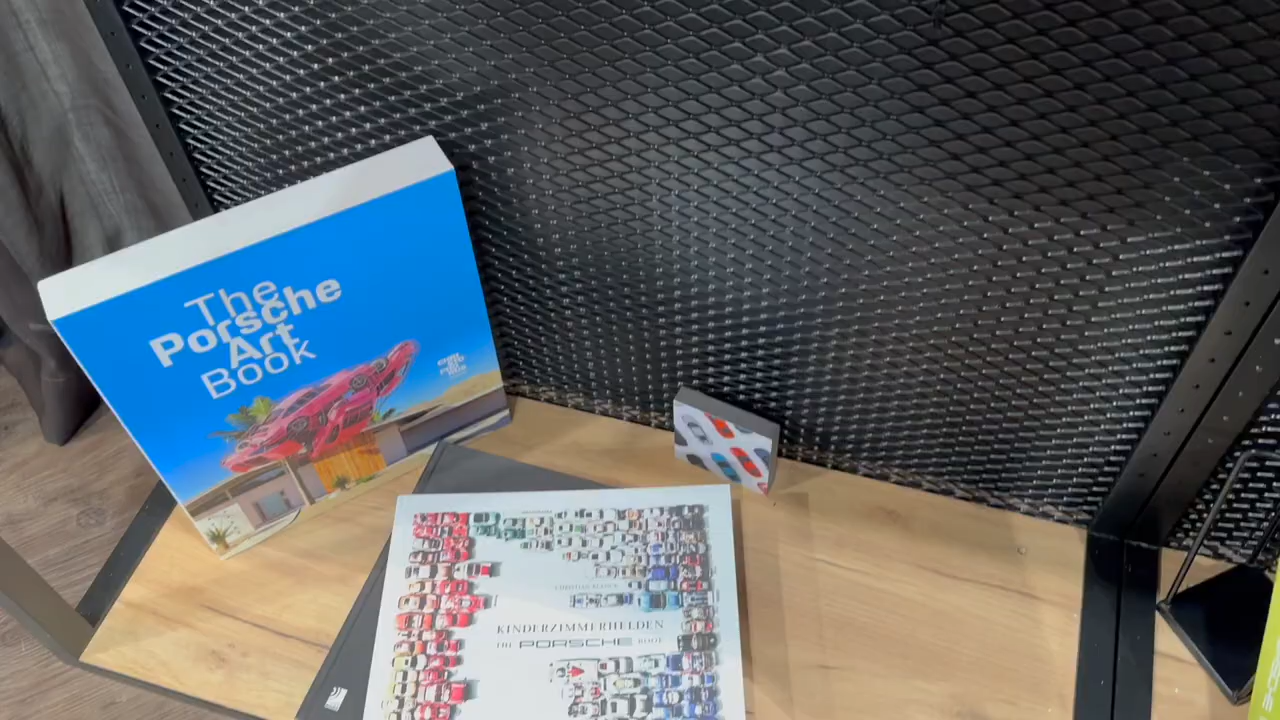 The
Porsche
Art
Book
KINDERZIMMERHELDEN
THE PORSCHE BOOK